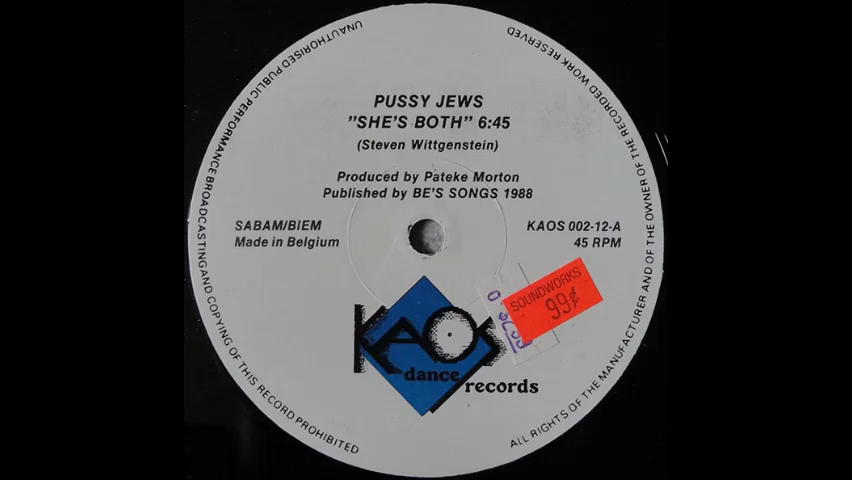 UNAUTHORISED PUBLIC PERFORMANCE BROADCASTING AND COPYING OF THIS RECORD PROHIBITED
ALL RIGHTS OF THE MANUFACTURER AND OF THE OWNER OF THE RECORDED WORK RESERVED
PUSSY JEWS
"SHE'S BOTH" 6:45
(Steven Wittgenstein)
Produced by Pateke Morton
Published by BE'S SONGS 1988
SABAM/BIEM
Made in Belgium
KAOS 002-12-A
45 RPM
SOUNDWORKS
99¢
KAOS
dance
records